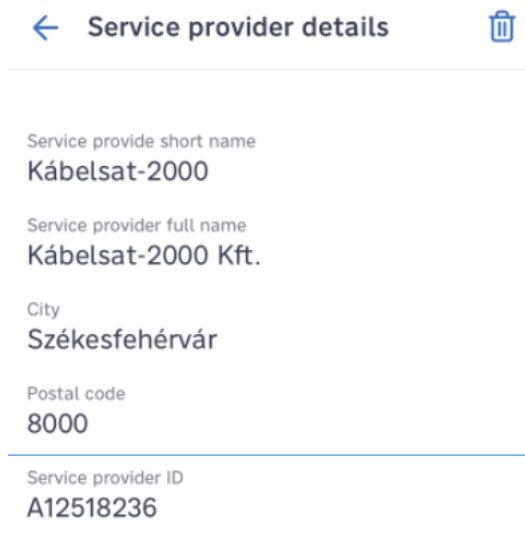 Service provider details
Service provide short name
Kábelsat-2000
Service provider full name
Kábelsat-2000 Kft.
City
Székesfehérvár
Postal code
8000
Service provider ID
A12518236